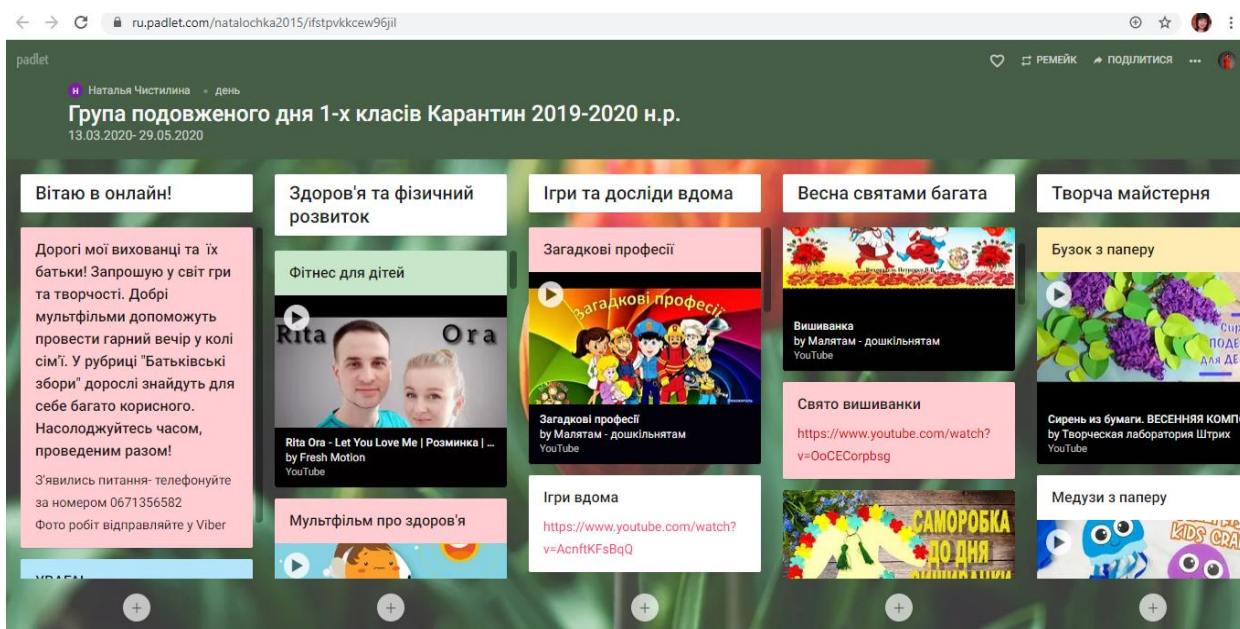 ru.padlet.com/natalochka2015/ifstpvkkcew96jil
padlet
РЕМЕЙК
ПОДІЛИТИСЯ
Н Наталья Чистилина • день
Група подовженого дня 1-х класів Карантин 2019-2020 н.р.
13.03.2020- 29.05.2020
Вітаю в онлайн!
Дорогі мої вихованці та їх
батьки! Запрошую у світ гри
та творчості. Добрі
мультфільми допоможуть
провести гарний вечір у колі
сім'ї. У рубриці "Батьківські
збори" дорослі знайдуть для
себе багато корисного.
Насолоджуйтесь часом,
проведеним разом!
З'явились питання- телефонуйте
за номером 0671356582
Фото робіт відправляйте у Viber
Здоров'я та фізичний
розвиток
Фітнес для дітей
Rita Ora
Rita Ora - Let You Love Me | Розминка | ...
by Fresh Motion
YouTube
Мультфільм про здоров'я
Ігри та досліди вдома
Загадкові професії
Загадкові професії
Загадкові професії
by Малятам - дошкільнятам
YouTube
Ігри вдома
https://www.youtube.com/watch?
v=AcnftKFsBqQ
Весна святами багата
Вишиванка
by Малятам - дошкільнятам
YouTube
Свято вишиванки
https://www.youtube.com/watch?
v=OoCECorpbsg
САМОРОБКА
ДО ДНЯ
ВИШИВАНКИ
Творча майстерня
Бузок з паперу
Сирень из бумаги. ВЕСЕННЯЯ КОМП
by Творческая лаборатория Штрих
YouTube
Медузи з паперу
KIDS CRA